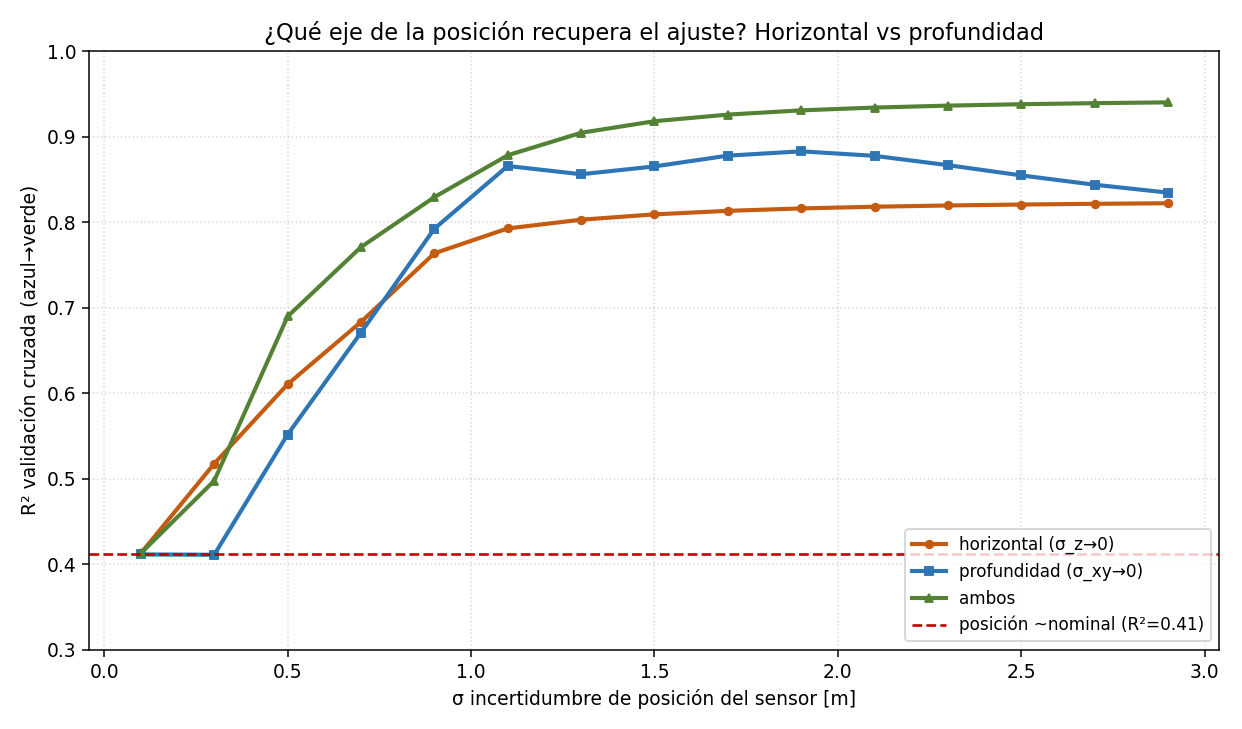 ¿Qué eje de la posición recupera el ajuste? Horizontal vs profundidad
R² validación cruzada (azul→verde)
1.0
0.9
0.8
0.7
0.6
0.5
0.4
0.3
horizontal (σ_z→0)
profundidad (σ_xy→0)
ambos
posición ~nominal (R²=0.41)
0.0 0.5 1.0 1.5 2.0 2.5 3.0
σ incertidumbre de posición del sensor [m]